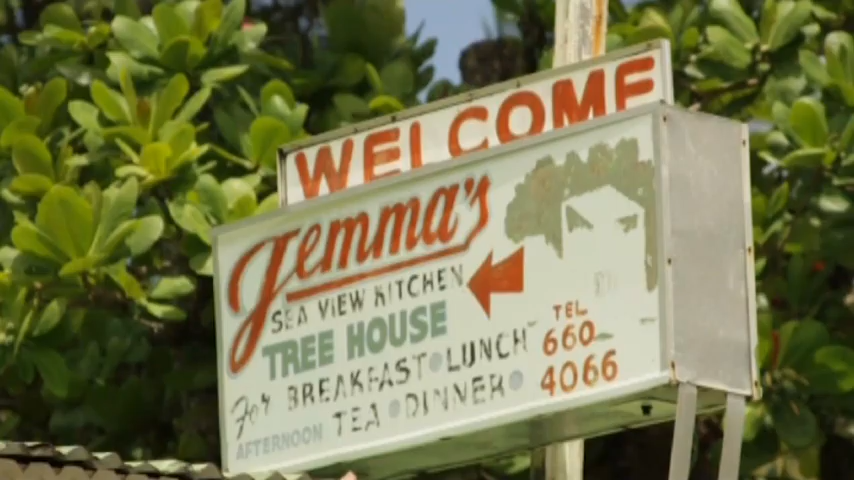 WELCOME
Jemma's
SEA VIEW KITCHEN
TREE HOUSE
For BREAKFAST • LUNCH
AFTERNOON TEA • DINNER •
TEL
660-
4066